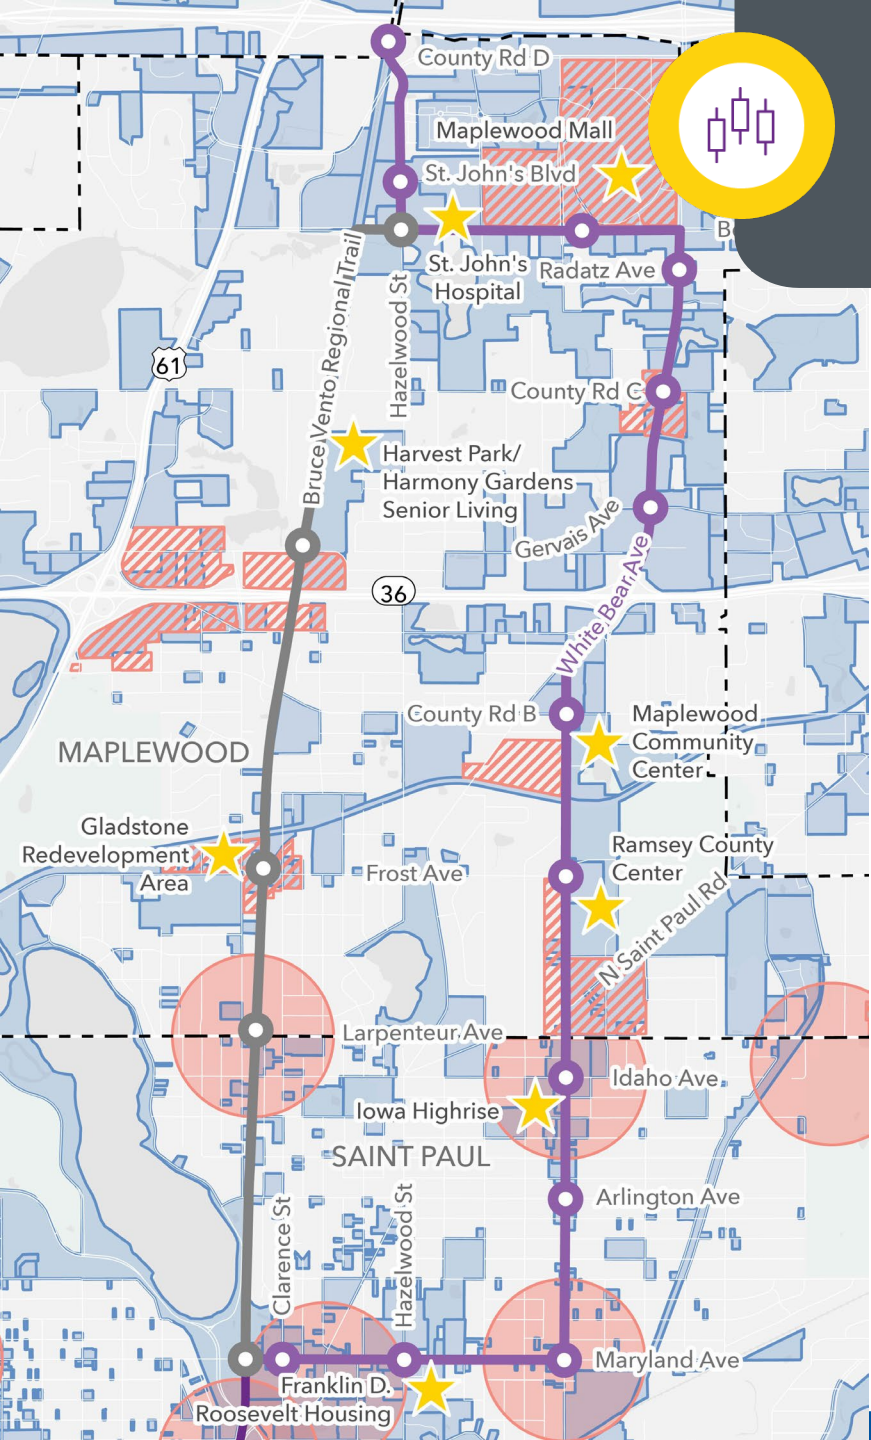 County Rd D
Maplewood Mall
St. John's Blvd
St. John's
Hospital
Radatz Ave
Bruce Vento Regional Trail
Hazelwood St
61
County Rd C
Harvest Park/
Harmony Gardens
Senior Living
Gervais Ave
36
White Bear Ave
County Rd B
Maplewood
Community
Center
MAPLEWOOD
Gladstone
Redevelopment
Area
Frost Ave
Ramsey County
Center
N Saint Paul Rd
Larpenteur Ave
Idaho Ave
Iowa Highrise
SAINT PAUL
Arlington Ave
Clarence St
Hazelwood St
Maryland Ave
Franklin D.
Roosevelt Housing